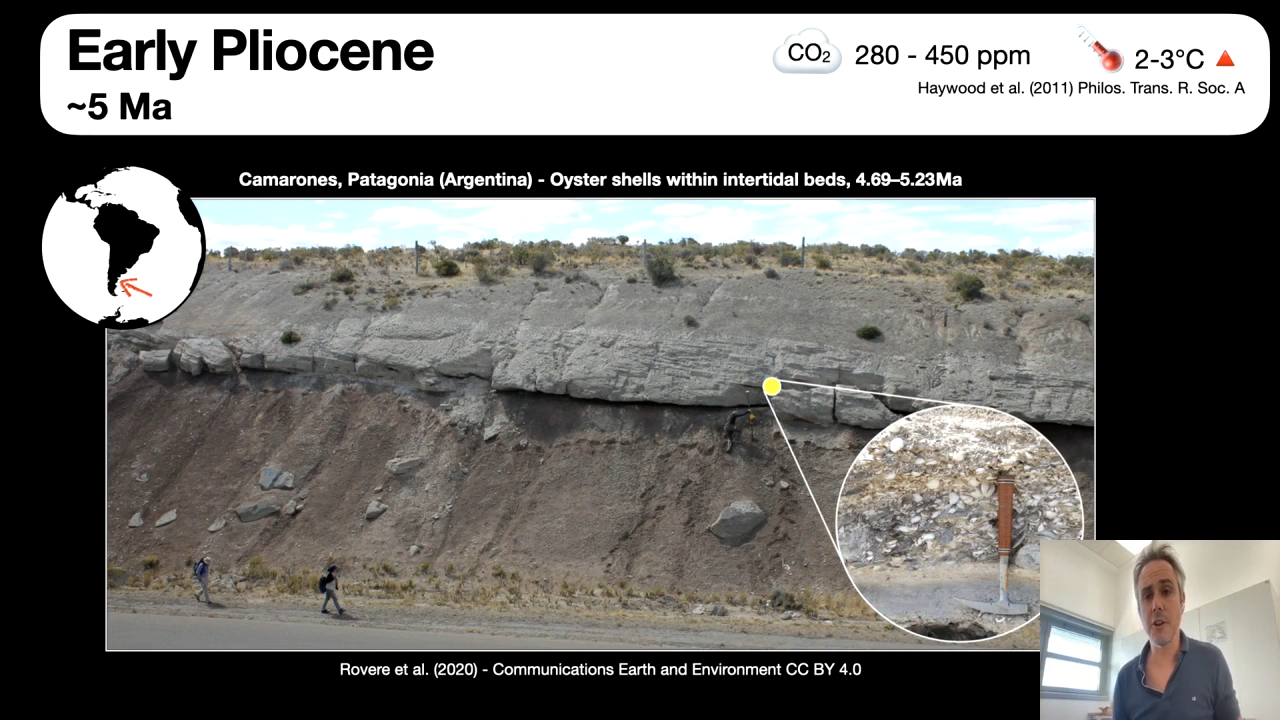 Early Pliocene
~5 Ma
CO₂
280 - 450 ppm
2-3°C
Haywood et al. (2011) Philos. Trans. R. Soc. A
Camarones, Patagonia (Argentina) - Oyster shells within intertidal beds, 4.69–5.23Ma
Rovere et al. (2020) - Communications Earth and Environment CC BY 4.0